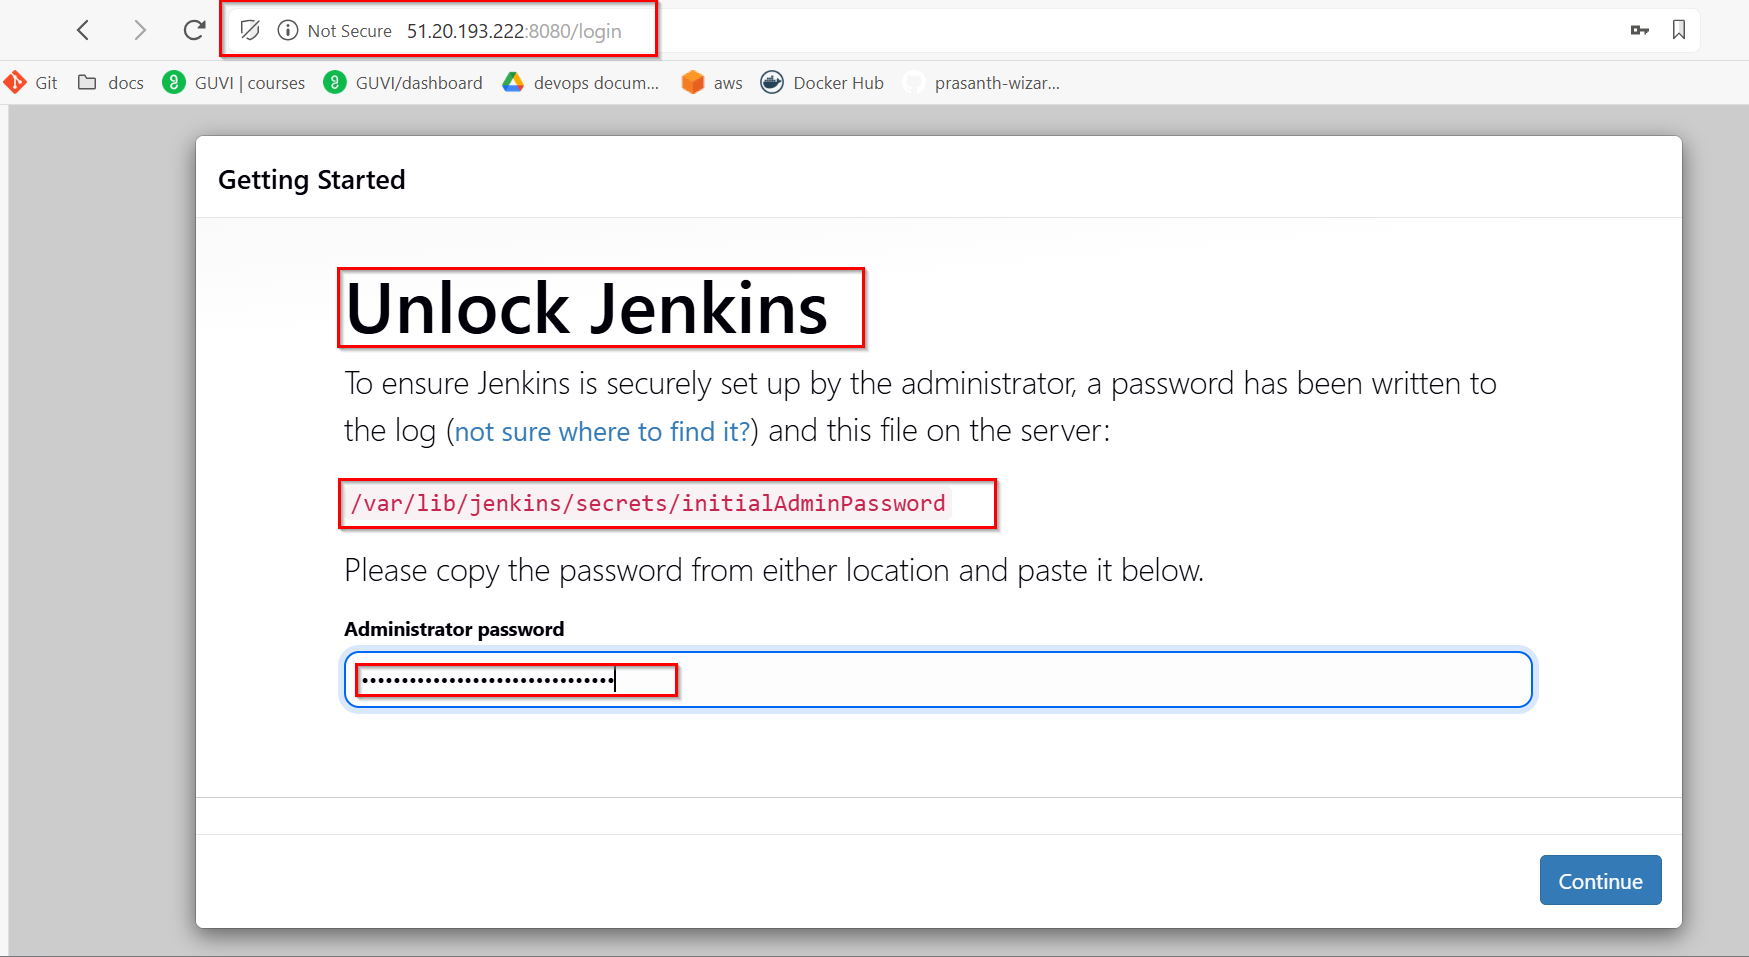 Not Secure 51.20.193.222:8080/login
Git docs GUVI | courses GUVI/dashboard devops docum... aws Docker Hub prasanth-wizar...
Getting Started
Unlock Jenkins
To ensure Jenkins is securely set up by the administrator, a password has been written to
the log (not sure where to find it?) and this file on the server:
/var/lib/jenkins/secrets/initialAdminPassword
Please copy the password from either location and paste it below.
Administrator password
••••••••••••••••••••••••••••••••
Continue